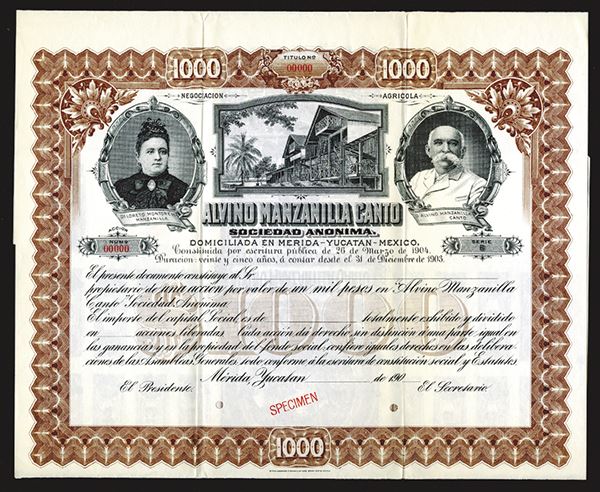 TITULO Nº
00000
1000
1000
NEGOCIACION
AGRICOLA
DE LORETO MONTORE
MANZANILLA
ALVINO MANZANILLA
CANTO
ALVINO MANZANILLA CANTO
SOCIEDAD ANONIMA.
NUMO
00000
SERIE
B
DOMICILIADA EN MERIDA-YUCATAN-MEXICO.
Constituida por escritura pública de 26 de Marzo de 1904.
Duracion: veinte y cinco años, á contar desde el 31 de Diciembre de 1903.
El presente documento constituye al Sr.
propietario de una accion por valor de un mil pesos en "Alvino Manzanilla
Canto" Sociedad Anónima.
El importe del capital Social es de totalmente exhibido y dividido
en acciones liberadas. Cada acción dá derecho, sin distinción á una parte igual en
las ganancias y en la propiedad del fondo social, confiere iguales derechos en las delibera-
ciones de las Asambleas Generales, todo conforme á la escritura de constitución social y Estatutos.
Mérida, Yucatan de 190
El Presidente.
El Secretario.
SPECIMEN
1000
1000